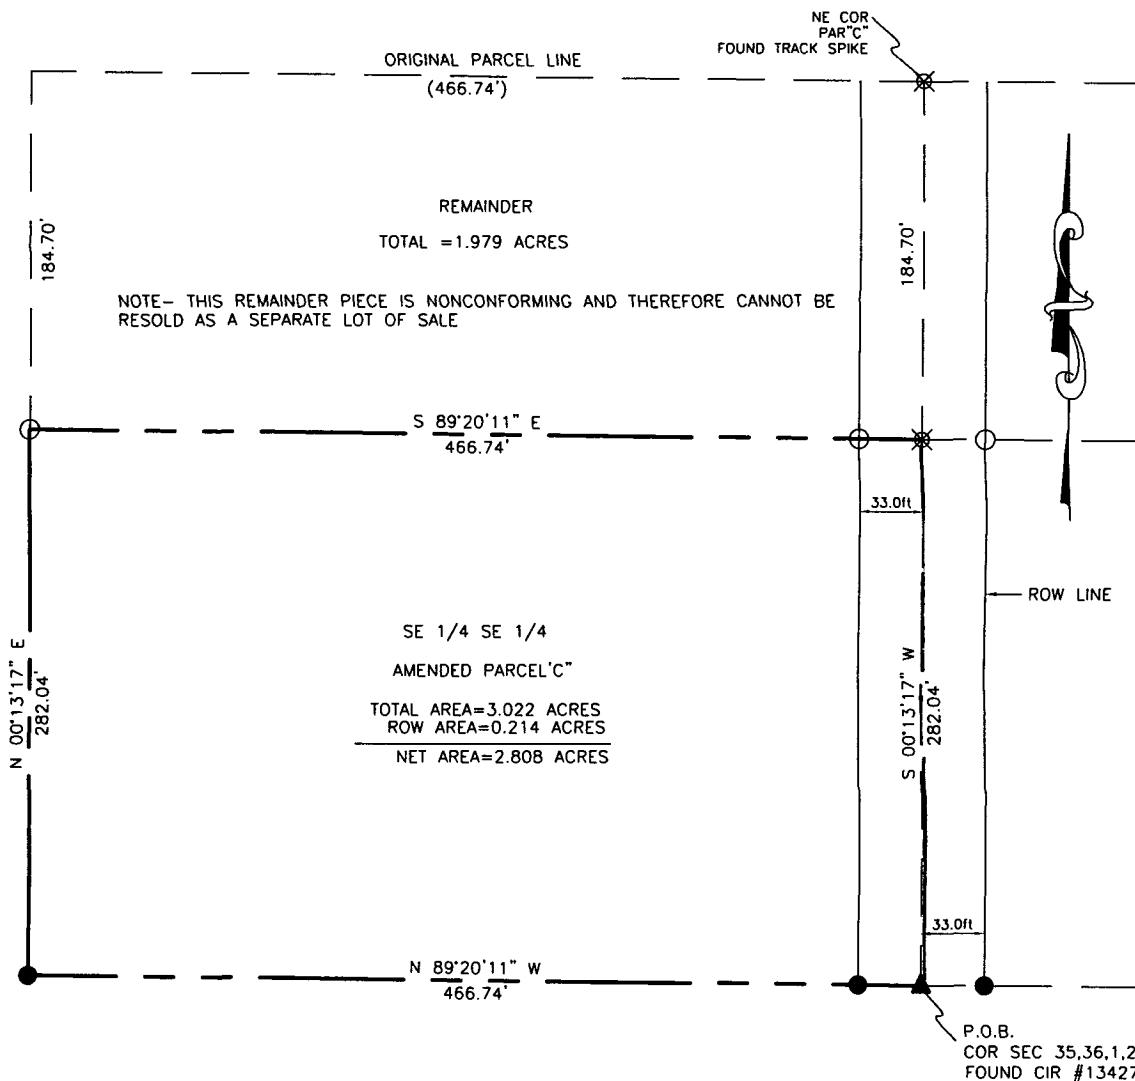 NE COR
PAR"C"
FOUND TRACK SPIKE
ORIGINAL PARCEL LINE
(466.74')
184.70'
184.70'
REMAINDER
TOTAL =1.979 ACRES
NOTE- THIS REMAINDER PIECE IS NONCONFORMING AND THEREFORE CANNOT BE
RESOLD AS A SEPARATE LOT OF SALE
S 89°20'11" E
466.74'
33.0ft
ROW LINE
SE 1/4 SE 1/4
AMENDED PARCEL'C"
TOTAL AREA=3.022 ACRES
ROW AREA=0.214 ACRES
NET AREA=2.808 ACRES
N 00°13'17" E
282.04'
S 00°13'17" W
282.04'
33.0ft
N 89°20'11" W
466.74'
P.O.B.
COR SEC 35,36,1,2
FOUND CIR #13427